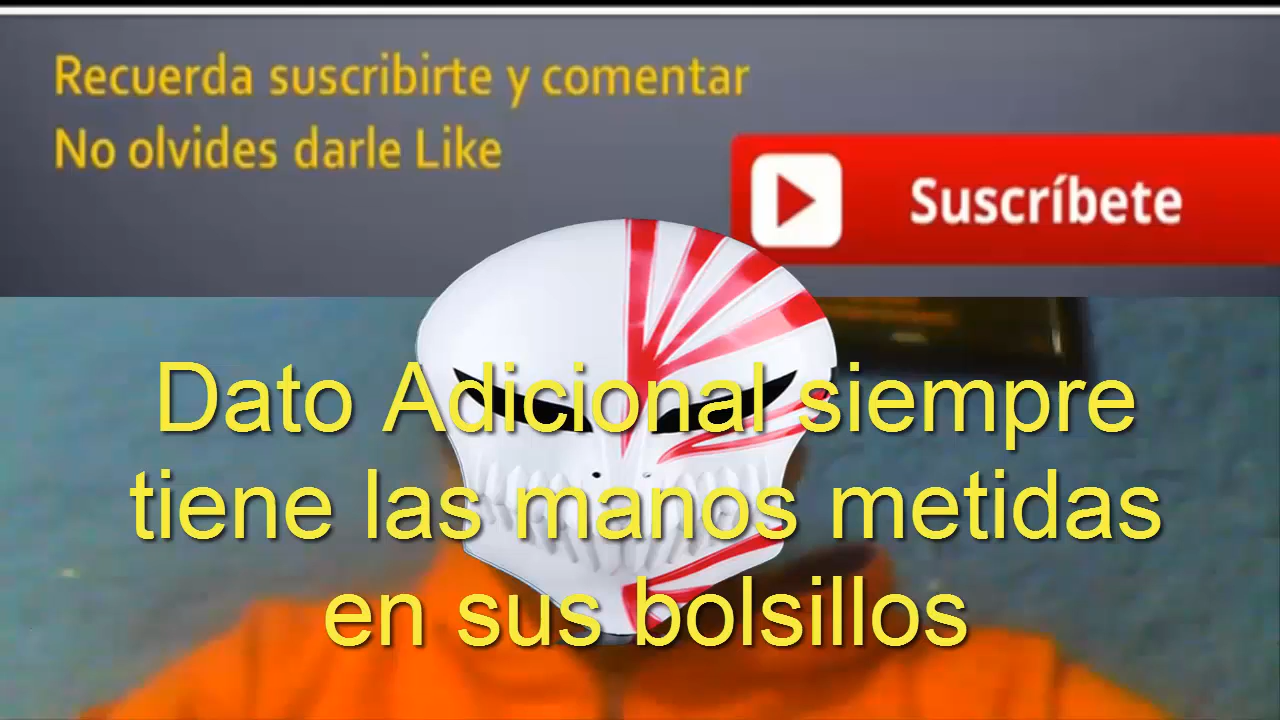 Recuerda suscribirte y comentar
No olvides darle Like
Suscríbete
Dato Adicional siempre
tiene las manos metidas
en sus bolsillos